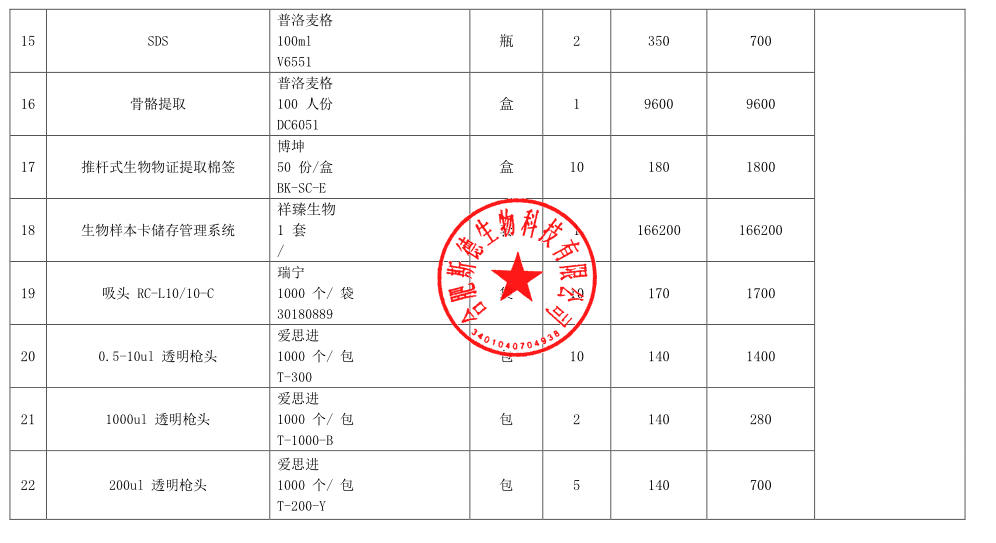 15 SDS 普洛麦格 瓶 2 350 700
100ml
V6551
16 骨骼提取 普洛麦格 盒 1 9600 9600
100 人份
DC6051
17 推杆式生物物证提取棉签 博坤 盒 10 180 1800
50 份/盒
BK-SC-E
18 生物样本卡储存管理系统 祥臻生物 166200 166200
1 套
/
19 吸头 RC-L10/10-C 瑞宁 袋 10 170 1700
1000 个/ 袋
30180889
20 0.5-10ul 透明枪头 爱思进 包 10 140 1400
1000 个/ 包
T-300
21 1000ul 透明枪头 爱思进 包 2 140 280
1000 个/ 包
T-1000-B
22 200ul 透明枪头 爱思进 包 5 140 700
1000 个/ 包
T-200-Y
合肥斯德生物科技有限公司
3401040704938